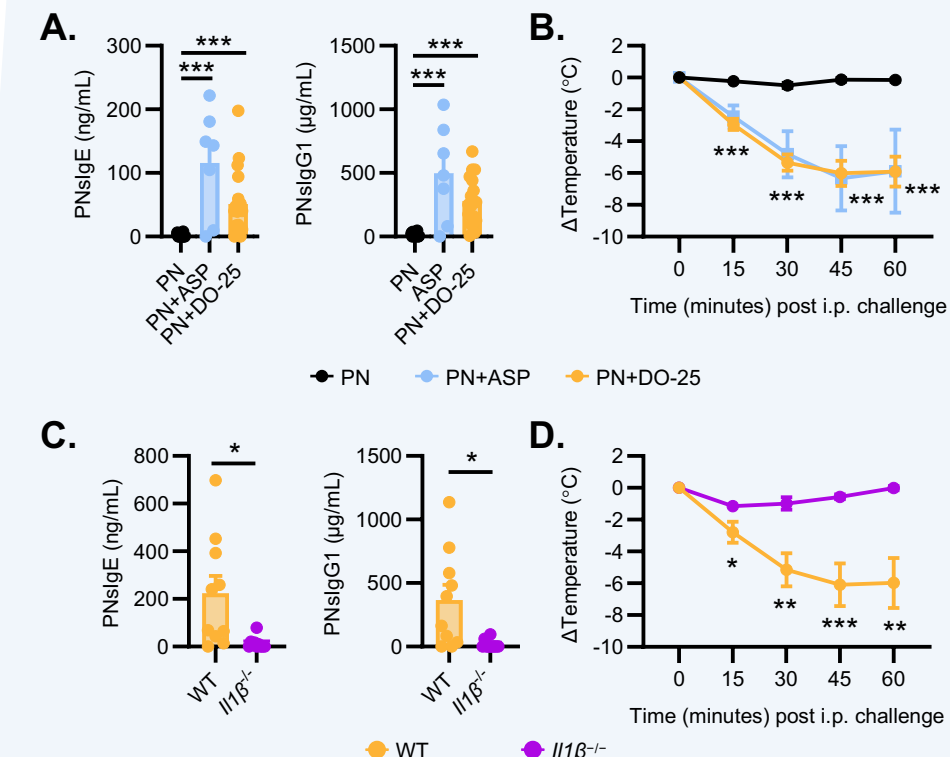 A.
PNsIgE (ng/mL)
300
200
100
0
***
***
PN
PN+ASP
PN+DO-25
PNsIgG1 (µg/mL)
1500
1000
500
0
***
***
PN
ASP
PN+DO-25
B.
ΔTemperature (°C)
2
0
-2
-4
-6
-8
-10
***
***
***
***
0 15 30 45 60
Time (minutes) post i.p. challenge
PN PN+ASP PN+DO-25
C.
PNsIgE (ng/mL)
800
600
400
200
0
*
WT
Il1β-/-
PNsIgG1 (µg/mL)
1500
1000
500
0
*
WT
Il1β-/-
D.
ΔTemperature (°C)
2
0
-2
-4
-6
-8
-10
*
**
***
**
0 15 30 45 60
Time (minutes) post i.p. challenge
WT Il1β−/−